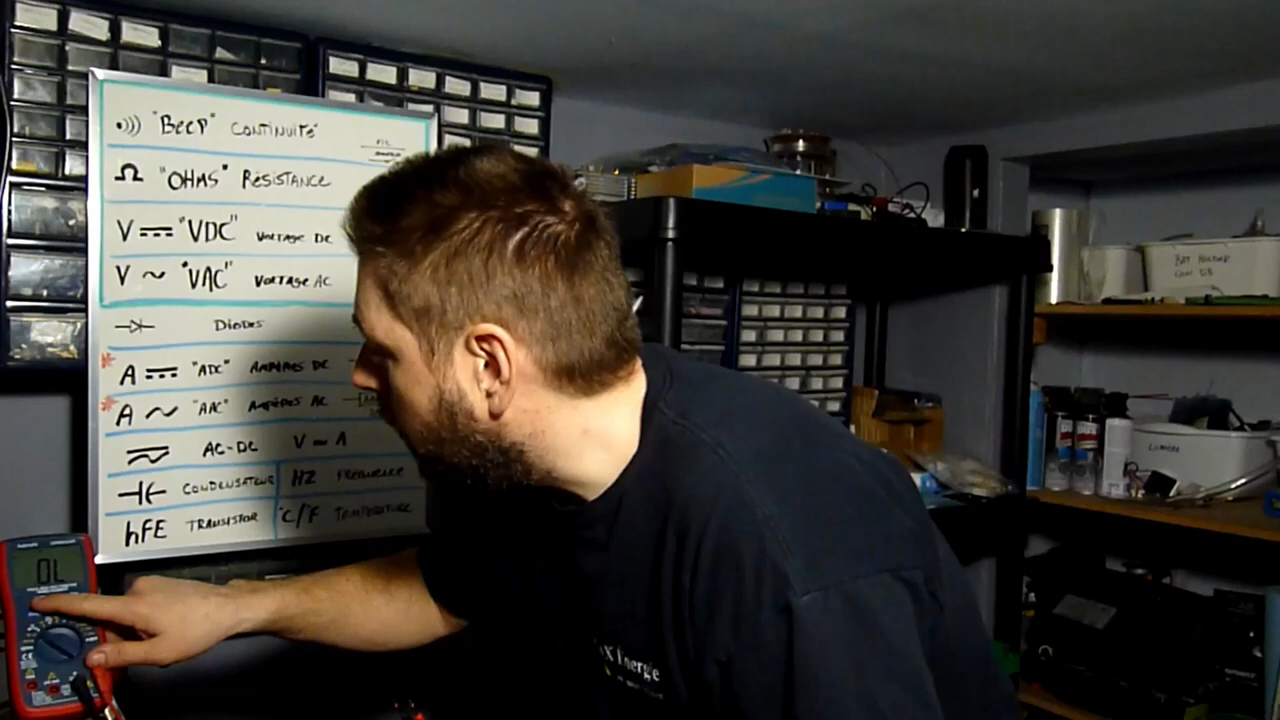 "BEEP" CONTINUITÉ
Ω "OHMS" RÉSISTANCE
V "VDC" VOLTAGE DC
V ~ "VAC" VOLTAGE AC
DIODES
* A "ADC" AMPÈRES DC
* A ~ "AAC" AMPÈRES AC
AC-DC V A
CONDENSATEUR HZ FRÉQUENCE
hFE TRANSISTOR °C/F TEMPÉRATURE
OL